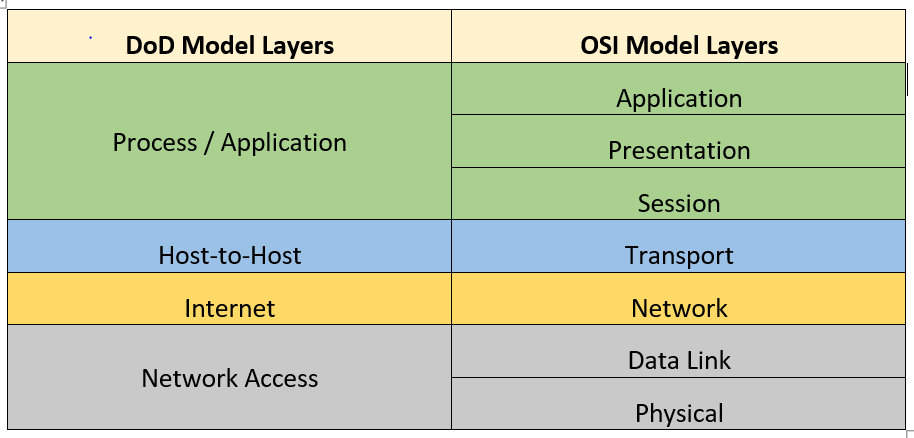 DoD Model Layers
OSI Model Layers
Process / Application
Application
Presentation
Session
Host-to-Host
Transport
Internet
Network
Network Access
Data Link
Physical